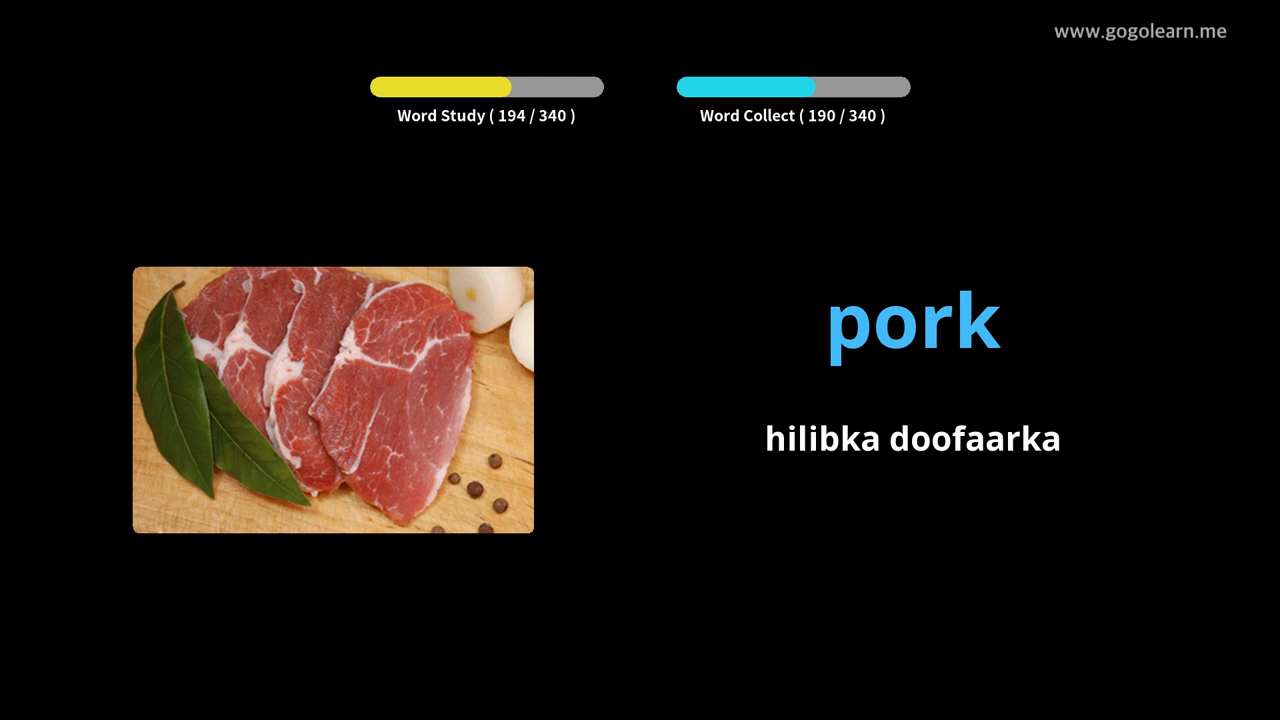 www.gogolearn.me
Word Study ( 194 / 340 )
Word Collect ( 190 / 340 )
pork
hilibka doofaarka